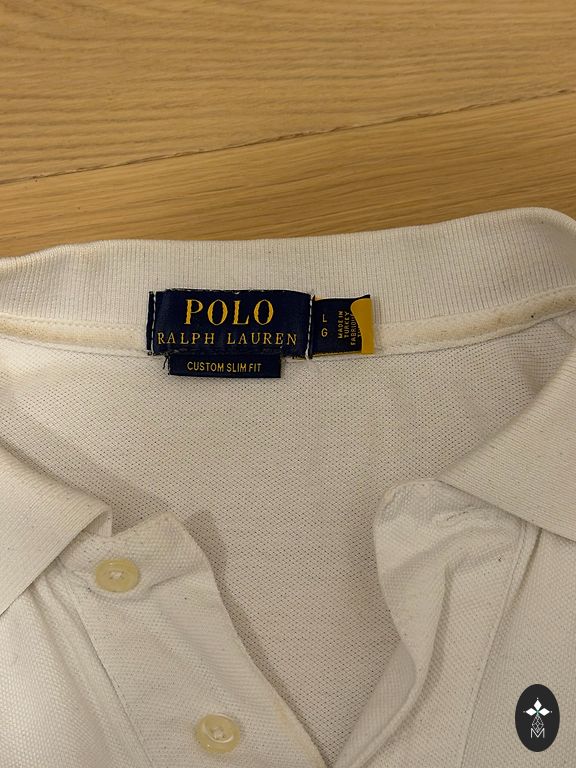 POLO
RALPH LAUREN
CUSTOM SLIM FIT
L
G
MADE IN
TURKEY